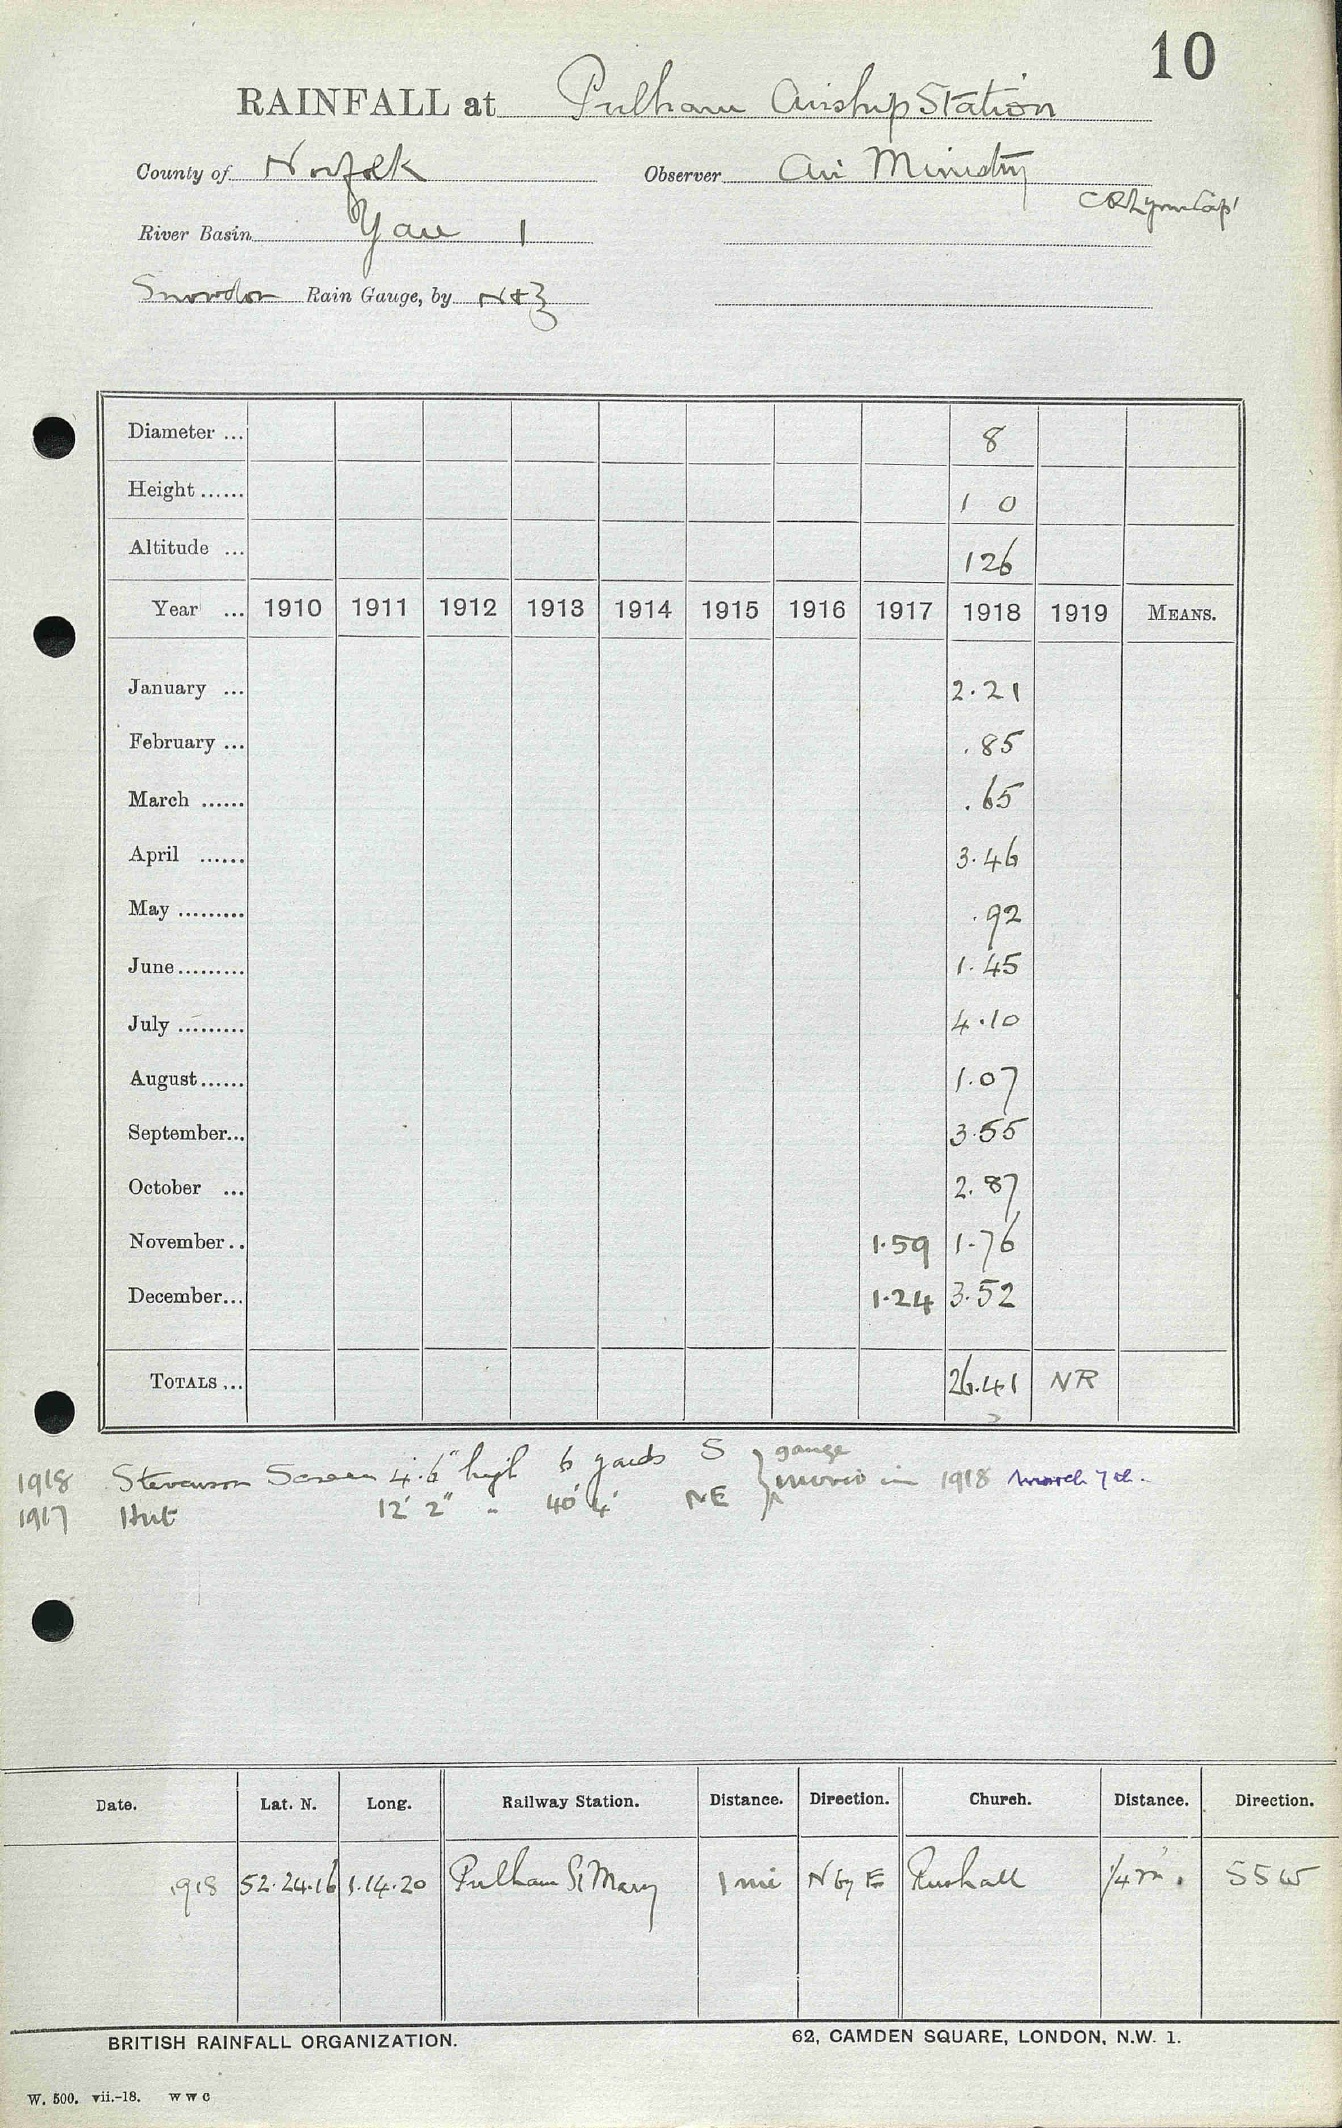 10
RAINFALL at Pulham Airship Station
County of Norfolk Observer Air Ministry
C R Lynn Capt
River Basin Yare 1
Snowdon Rain Gauge, by N+Z
Diameter ... 8
Height ...... 1 0
Altitude ... 126
Year ... 1910 1911 1912 1913 1914 1915 1916 1917 1918 1919 MEANS.
January ... 2.21
February ... .85
March ...... .65
April ...... 3.46
May ......... .92
June ......... 1.45
July ......... 4.10
August ...... 1.07
September... 3.55
October ... 2.87
November .. 1.59 1.76
December... 1.24 3.52
TOTALS ... 26.41 NR
1918 Stevenson Screen 4'.6" high 6 yards S } gauge
1917 Hut 12' 2" " 40' 4' NE } moved in 1918 March 7th.
Date. Lat. N. Long. Railway Station. Distance. Direction. Church. Distance. Direction.
1918 52.24.16 1.14.20 Pulham St Mary 1 mi N by E Rushall 1/4 m. SSW
BRITISH RAINFALL ORGANIZATION. 62, CAMDEN SQUARE, LONDON, N.W. 1.
W. 500. vii.-18. W W C